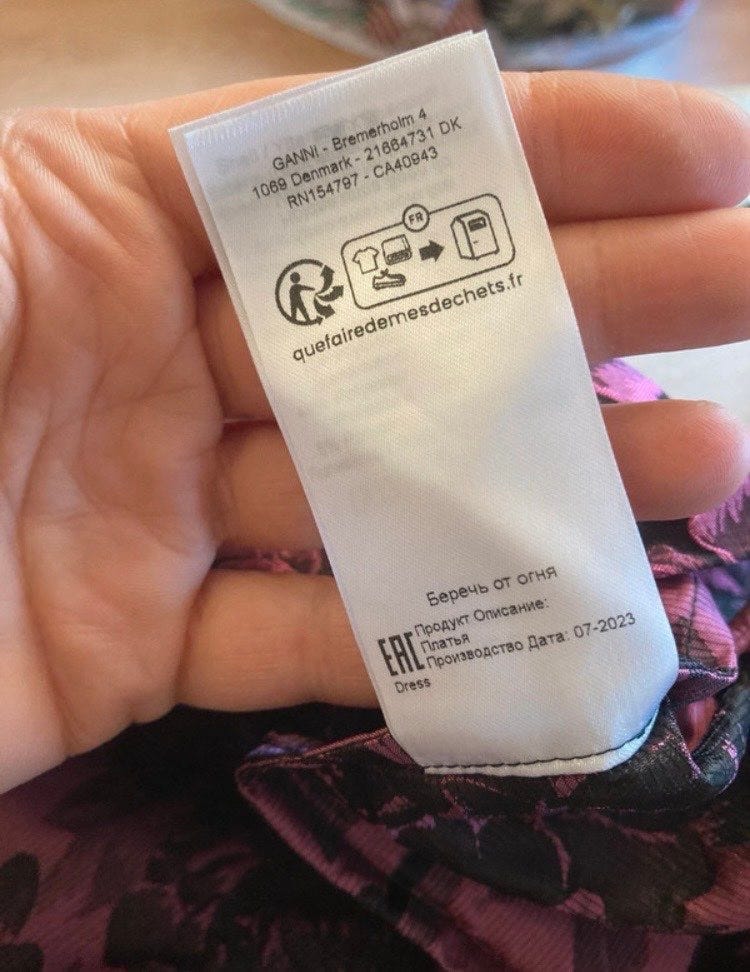 GANNI - Bremerholm 4
1069 Denmark - 21664731 DK
RN154797 - CA40943
FR
quefairedemesdechets.fr
Беречь от огня
Продукт Описание:
Платья
EAC
Производство Дата: 07-2023
Dress